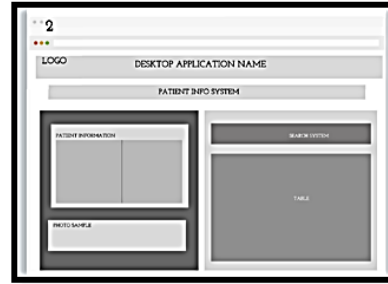 2
LOGO
DESKTOP APPLICATION NAME
PATIENT INFO SYSTEM
PATIENT INFORMATION
PHOTO SAMPLE
SEARCH SYSTEM
TABLE